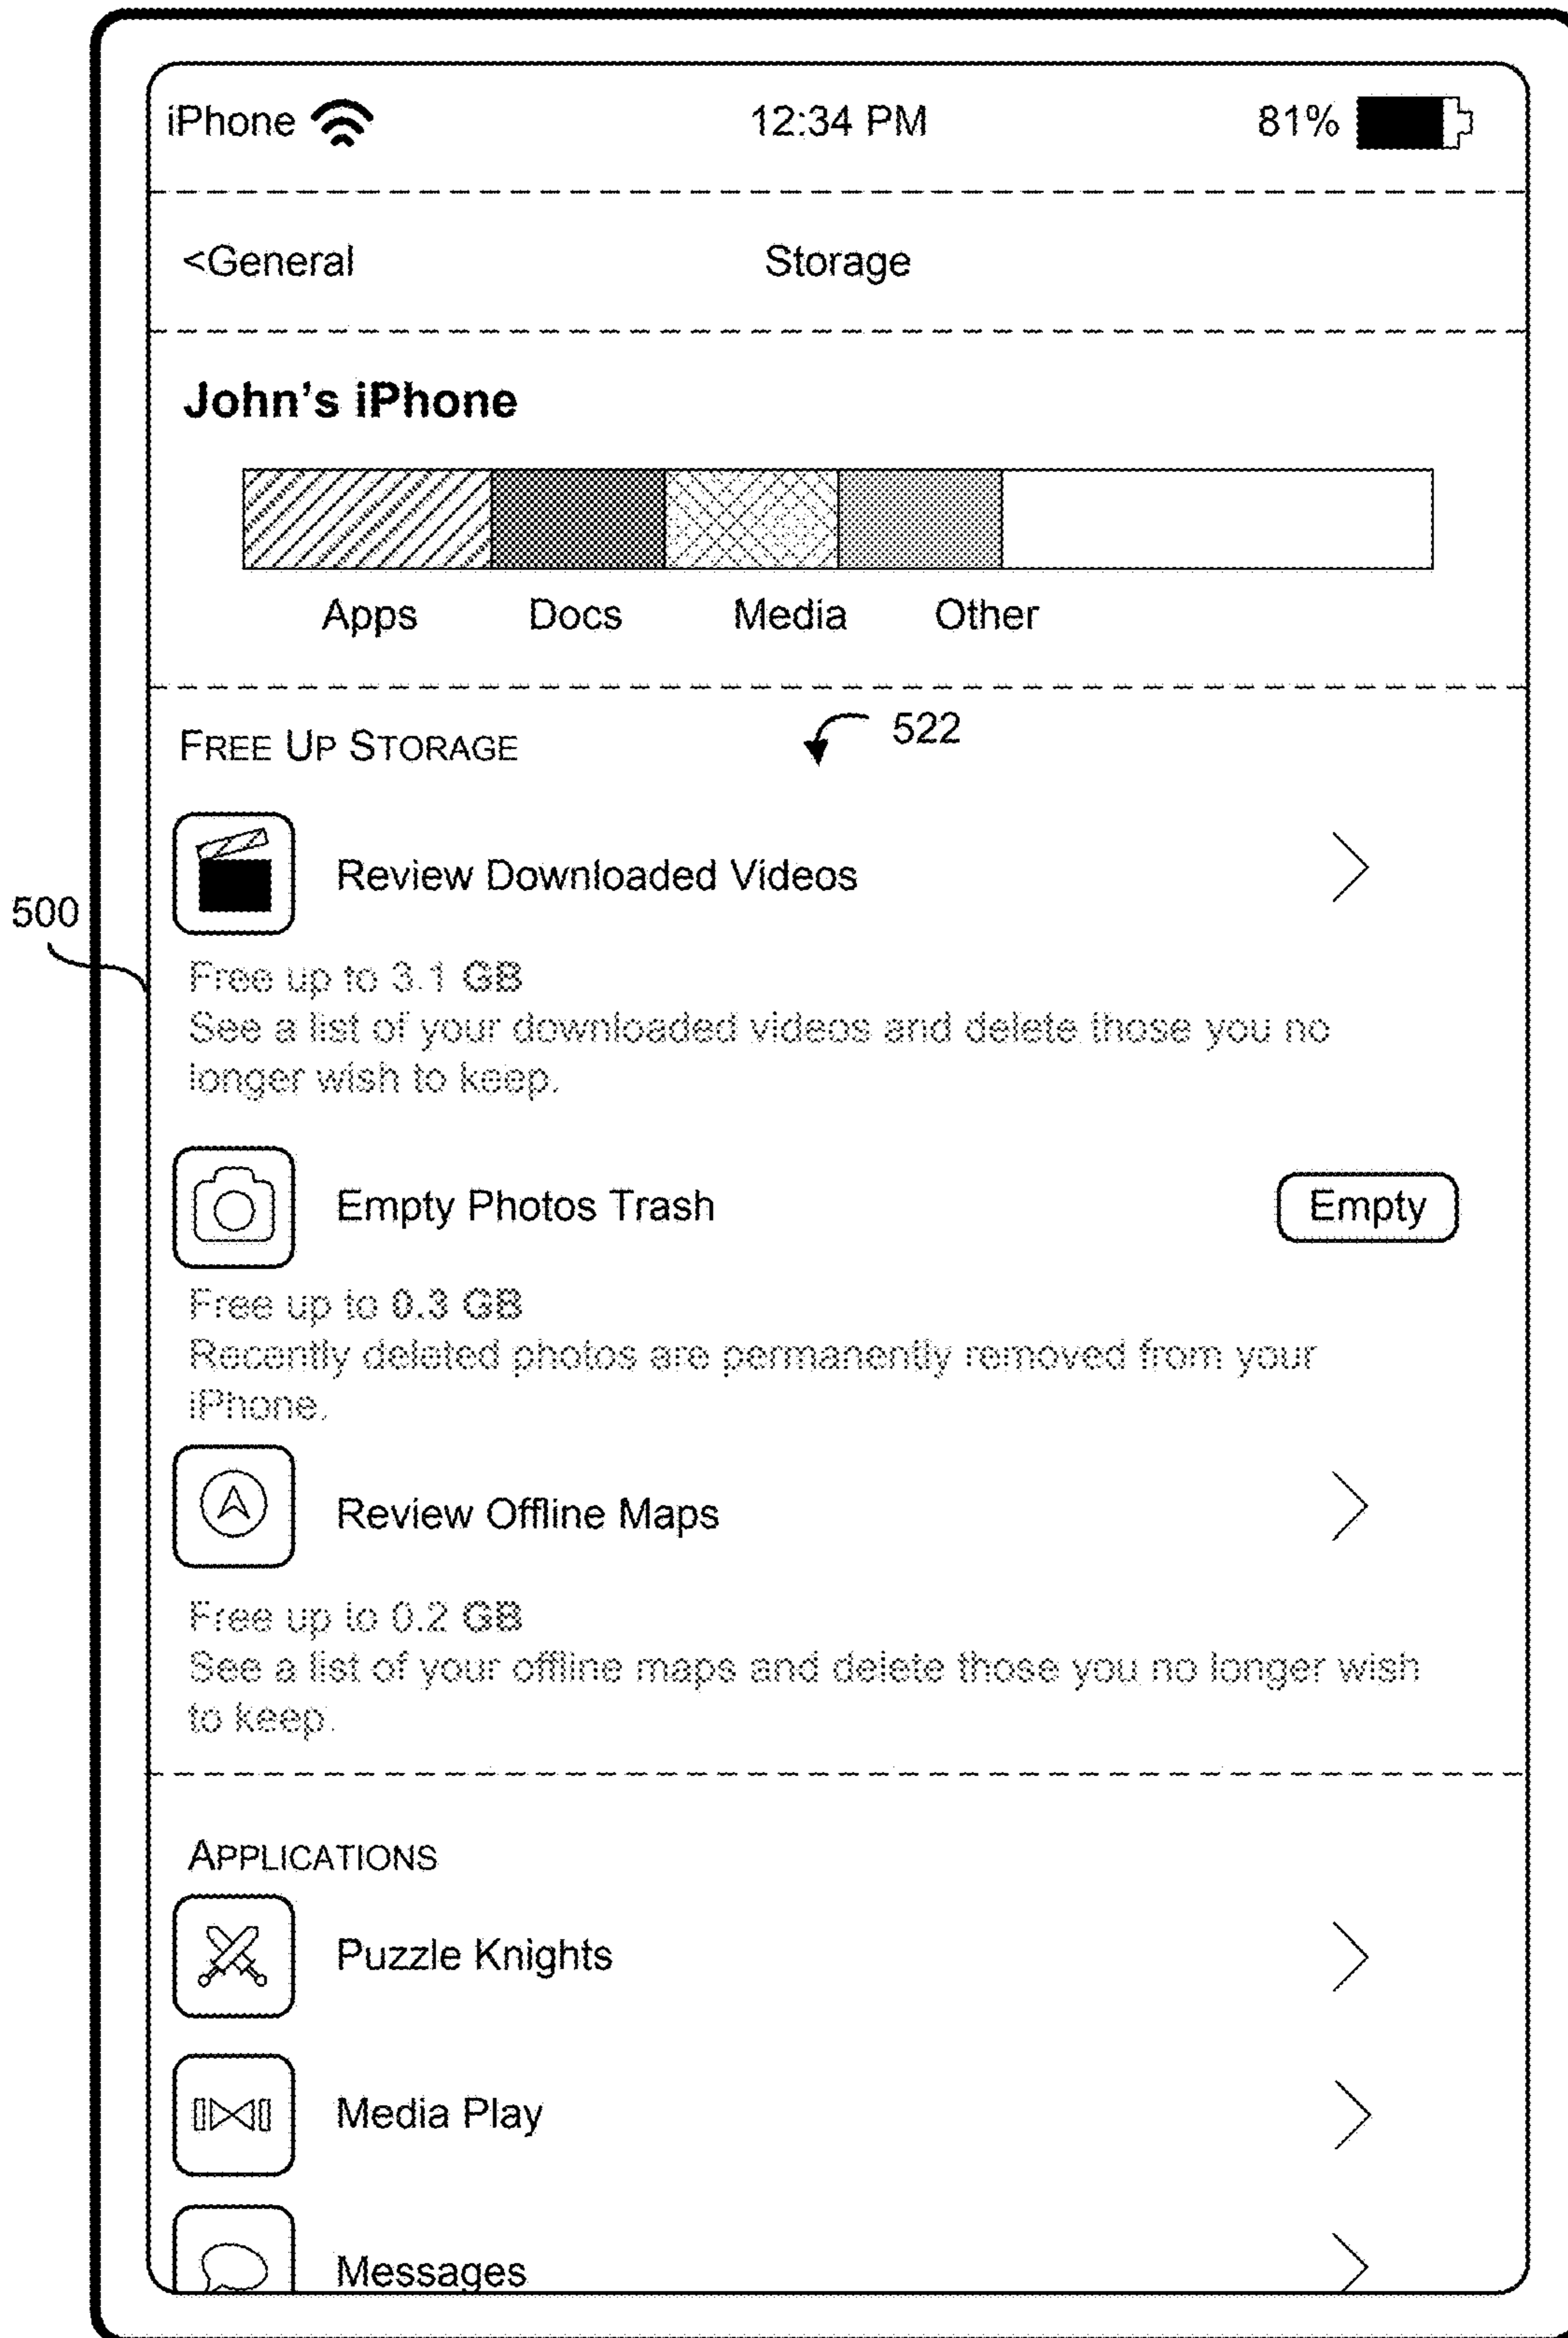 iPhone 12:34 PM 81%
<General Storage
John's iPhone
Apps Docs Media Other
FREE UP STORAGE 522
Review Downloaded Videos
500
Free up to 3.1 GB
See a list of your downloaded videos and delete those you no
longer wish to keep.
Empty Photos Trash Empty
Free up to 0.3 GB
Recently deleted photos are permanently removed from your
iPhone.
Review Offline Maps
Free up to 0.2 GB
See a list of your offline maps and delete those you no longer wish
to keep.
APPLICATIONS
Puzzle Knights
Media Play
Messages